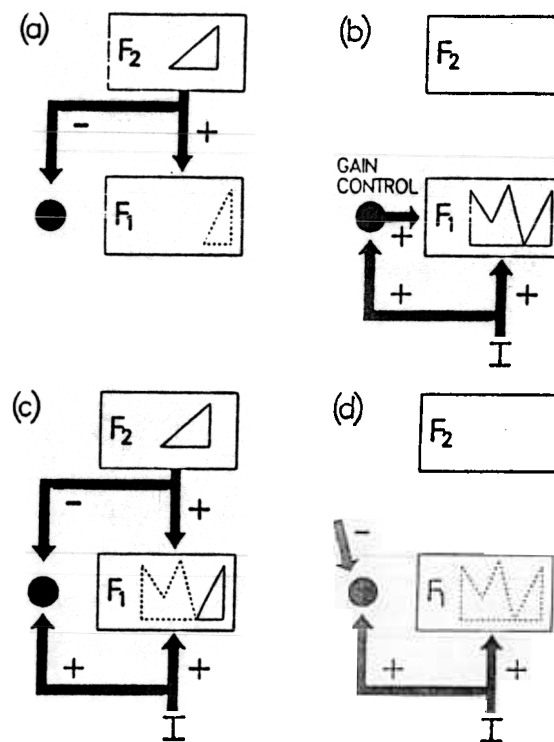 (a)
F₂
-
+
F₁
(b)
F₂
GAIN
CONTROL
F₁
+
+
+
I
(c)
F₂
-
+
F₁
+
+
I
(d)
F₂
-
F₁
+
+
I